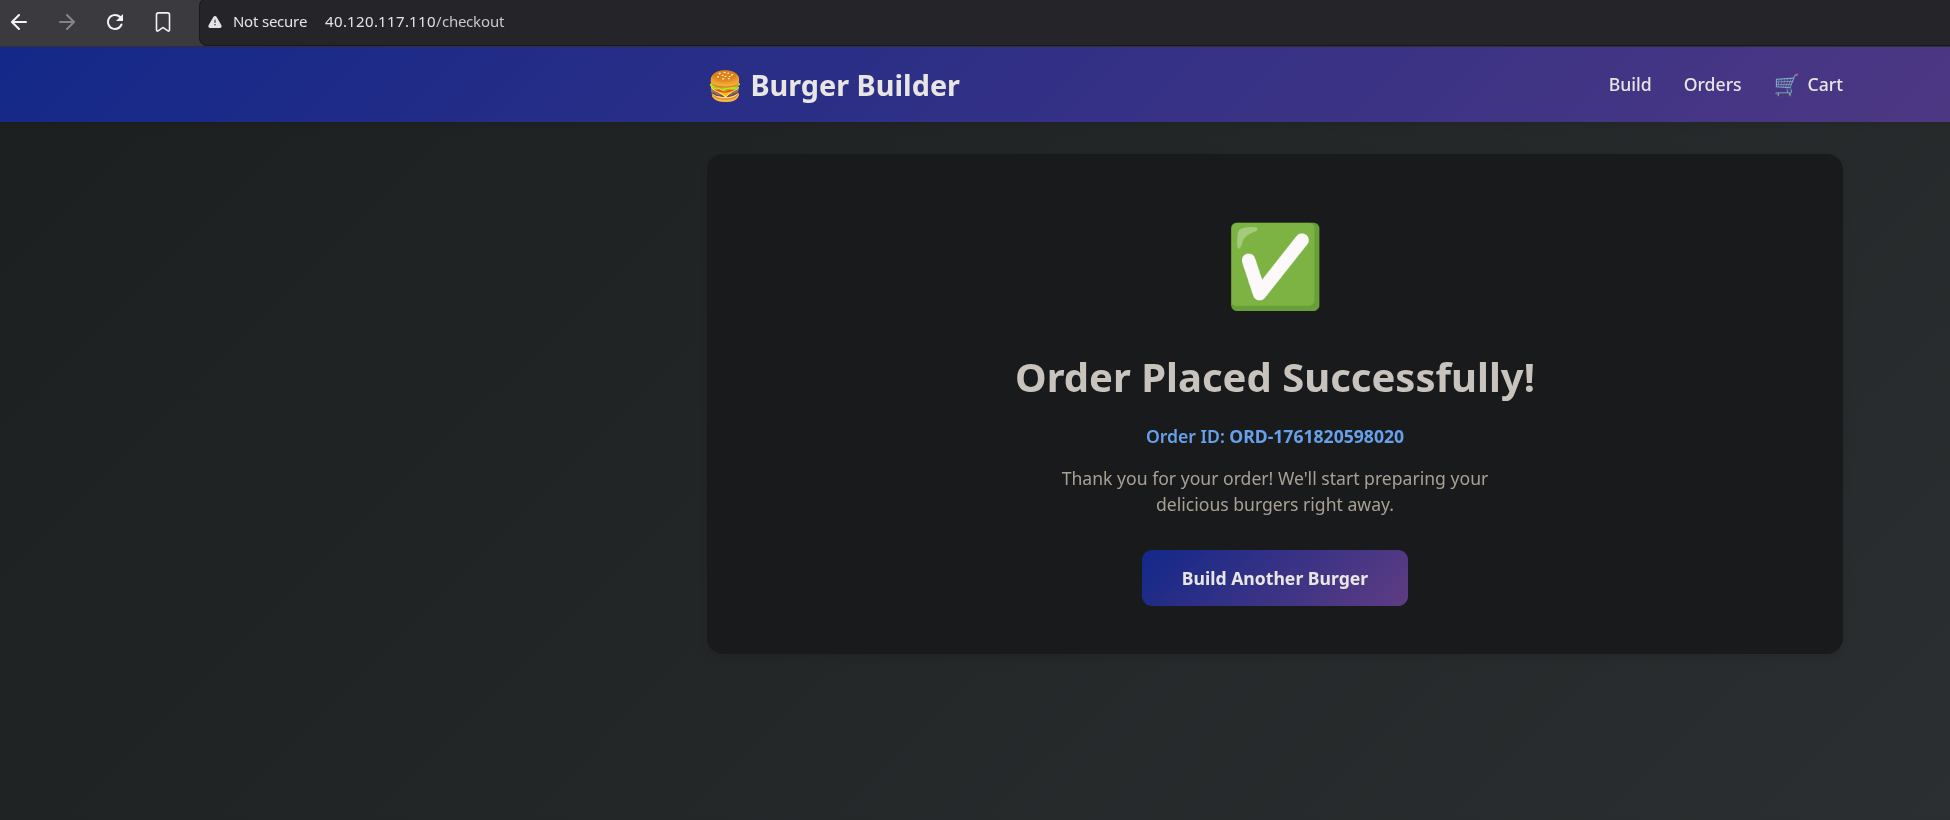 Not secure 40.120.117.110/checkout
Burger Builder
Build Orders Cart
Order Placed Successfully!
Order ID: ORD-1761820598020
Thank you for your order! We'll start preparing your
delicious burgers right away.
Build Another Burger